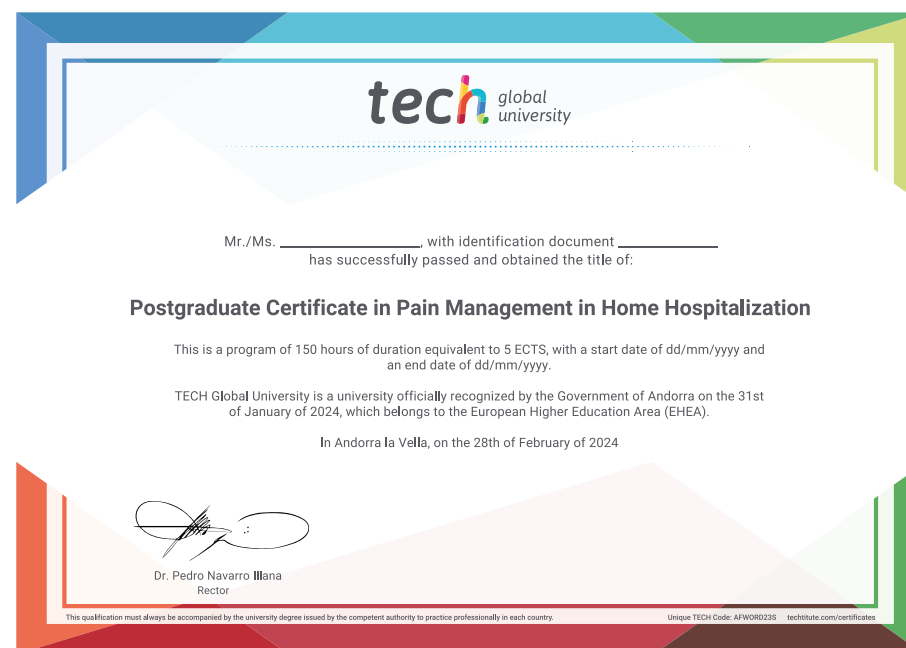 tech global university
Mr./Ms. ____________________, with identification document ______________
has successfully passed and obtained the title of:
Postgraduate Certificate in Pain Management in Home Hospitalization
This is a program of 150 hours of duration equivalent to 5 ECTS, with a start date of dd/mm/yyyy and
an end date of dd/mm/yyyy.
TECH Global University is a university officially recognized by the Government of Andorra on the 31st
of January of 2024, which belongs to the European Higher Education Area (EHEA).
In Andorra la Vella, on the 28th of February of 2024
Dr. Pedro Navarro Illana
Rector
This qualification must always be accompanied by the university degree issued by the competent authority to practice professionally in each country.
Unique TECH Code: AFWORD23S techtitute.com/certificates